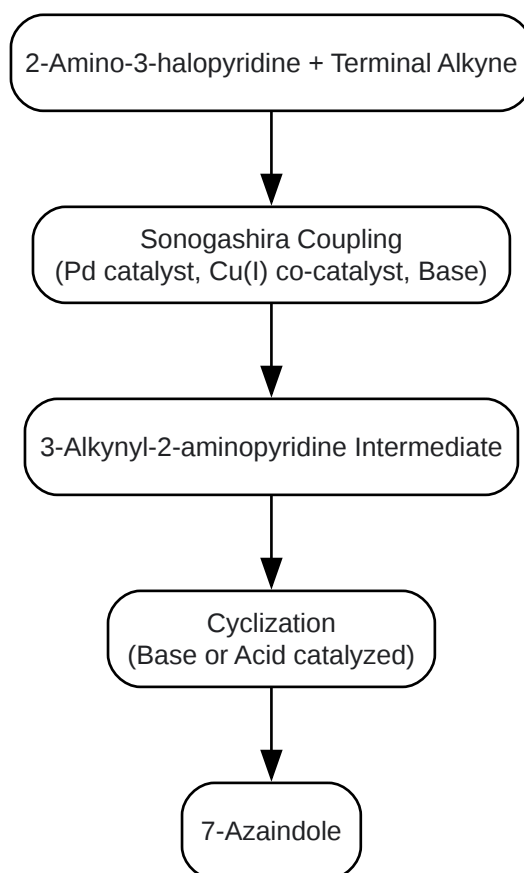 2-Amino-3-halopyridine + Terminal Alkyne
Sonogashira Coupling
(Pd catalyst, Cu(I) co-catalyst, Base)
3-Alkynyl-2-aminopyridine Intermediate
Cyclization
(Base or Acid catalyzed)
7-Azaindole